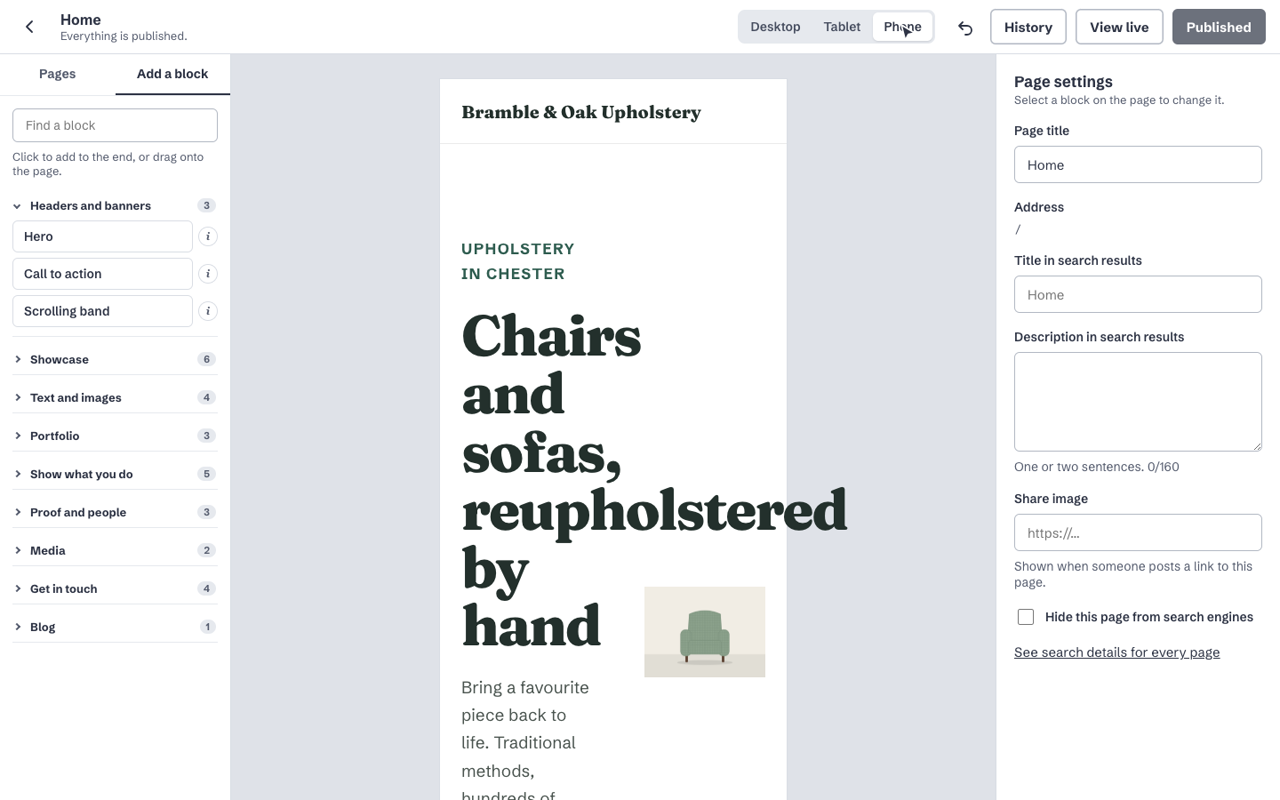 Home
Everything is published.
Desktop
Tablet
Phone
History
View live
Published
Pages
Add a block
Find a block
Click to add to the end, or drag onto
the page.
Headers and banners
3
Hero
i
Call to action
i
Scrolling band
i
Showcase
6
Text and images
4
Portfolio
3
Show what you do
5
Proof and people
3
Media
2
Get in touch
4
Blog
1
Bramble & Oak Upholstery
UPHOLSTERY
IN CHESTER
Chairs
and
sofas,
reupholstered
by
hand
Bring a favourite
piece back to
life. Traditional
methods,
hundreds of
Page settings
Select a block on the page to change it.
Page title
Home
Address
/
Title in search results
Home
Description in search results
One or two sentences. 0/160
Share image
https://...
Shown when someone posts a link to this
page.
Hide this page from search engines
See search details for every page